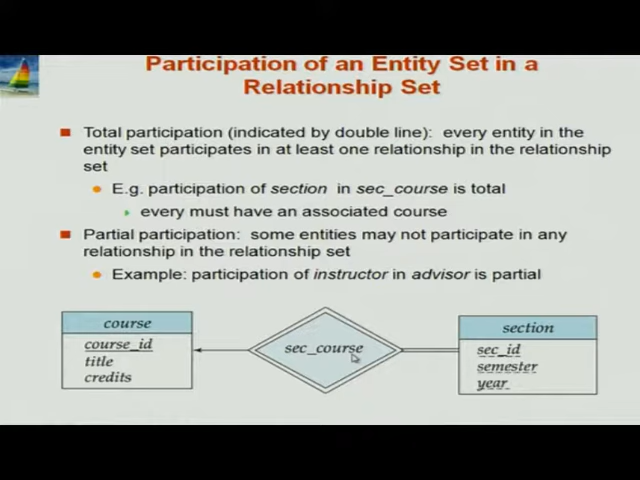 Participation of an Entity Set in a
Relationship Set
Total participation (indicated by double line): every entity in the
entity set participates in at least one relationship in the relationship
set
E.g. participation of section in sec_course is total
every must have an associated course
Partial participation: some entities may not participate in any
relationship in the relationship set
Example: participation of instructor in advisor is partial
course
course_id
title
credits
sec_course
section
sec_id
semester
year